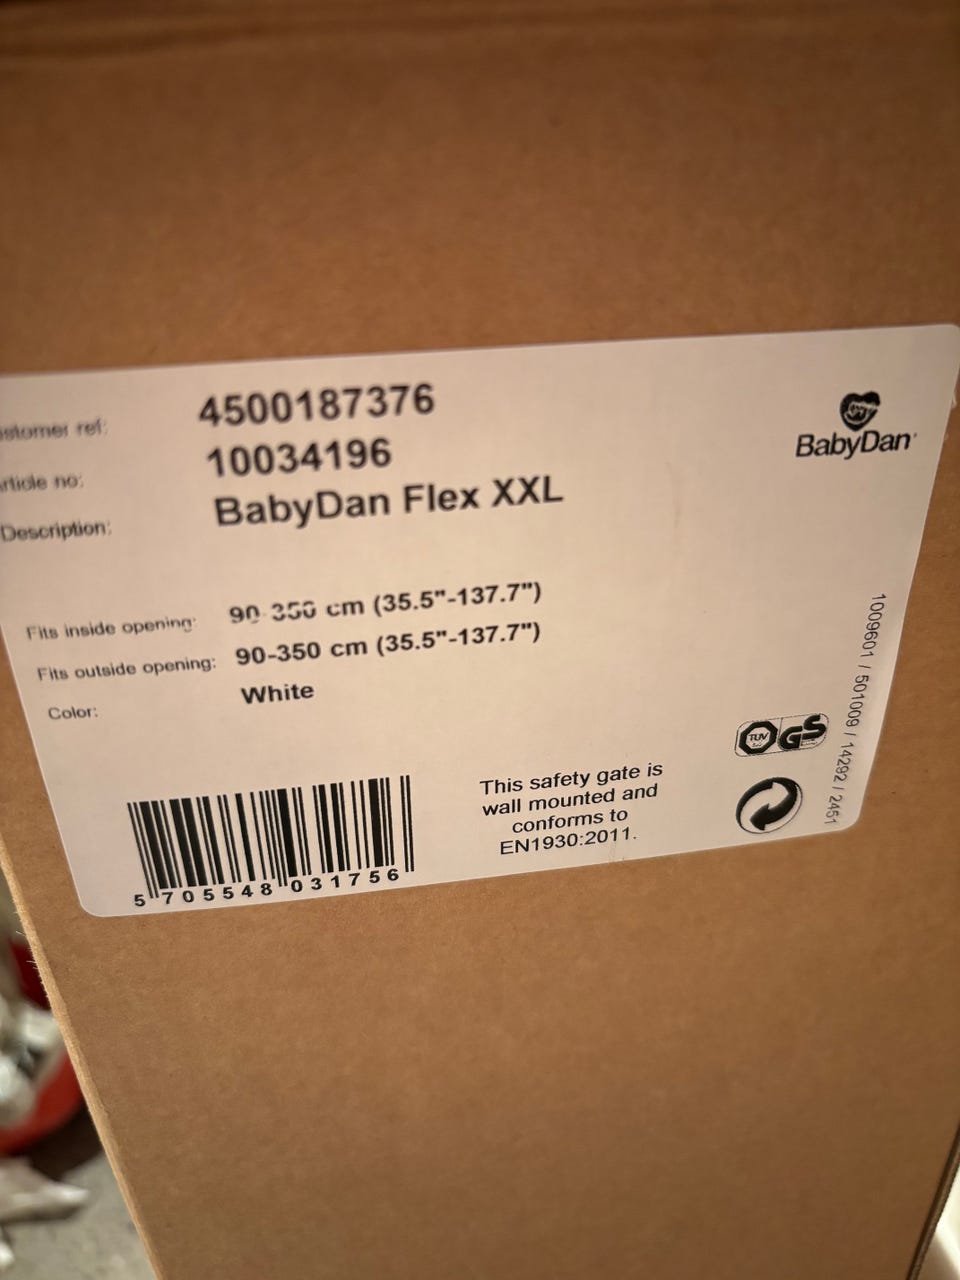 stomer ref: 4500187376
rticle no: 10034196
Description: BabyDan Flex XXL
BabyDan
Fits inside opening: 90-350 cm (35.5"-137.7")
Fits outside opening: 90-350 cm (35.5"-137.7")
Color: White
This safety gate is
wall mounted and
conforms to
EN1930:2011.
TUV GS
1009601 / 501009 / 14292 / 2451
5 705548 031756